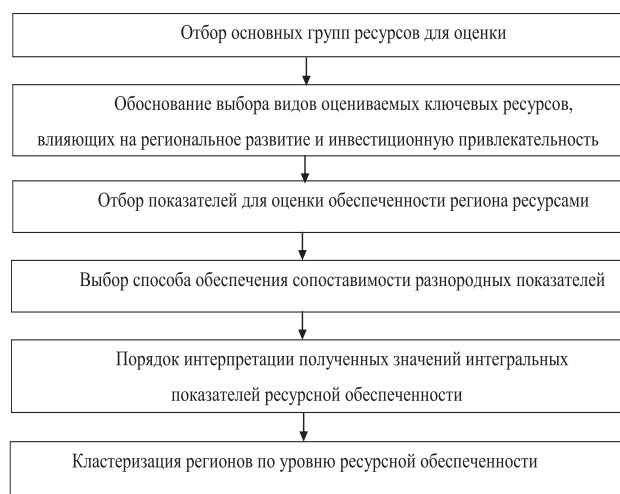 Отбор основных групп ресурсов для оценки
Обоснование выбора видов оцениваемых ключевых ресурсов,
влияющих на региональное развитие и инвестиционную привлекательность
Отбор показателей для оценки обеспеченности региона ресурсами
Выбор способа обеспечения сопоставимости разнородных показателей
Порядок интерпретации полученных значений интегральных
показателей ресурсной обеспеченности
Кластеризация регионов по уровню ресурсной обеспеченности